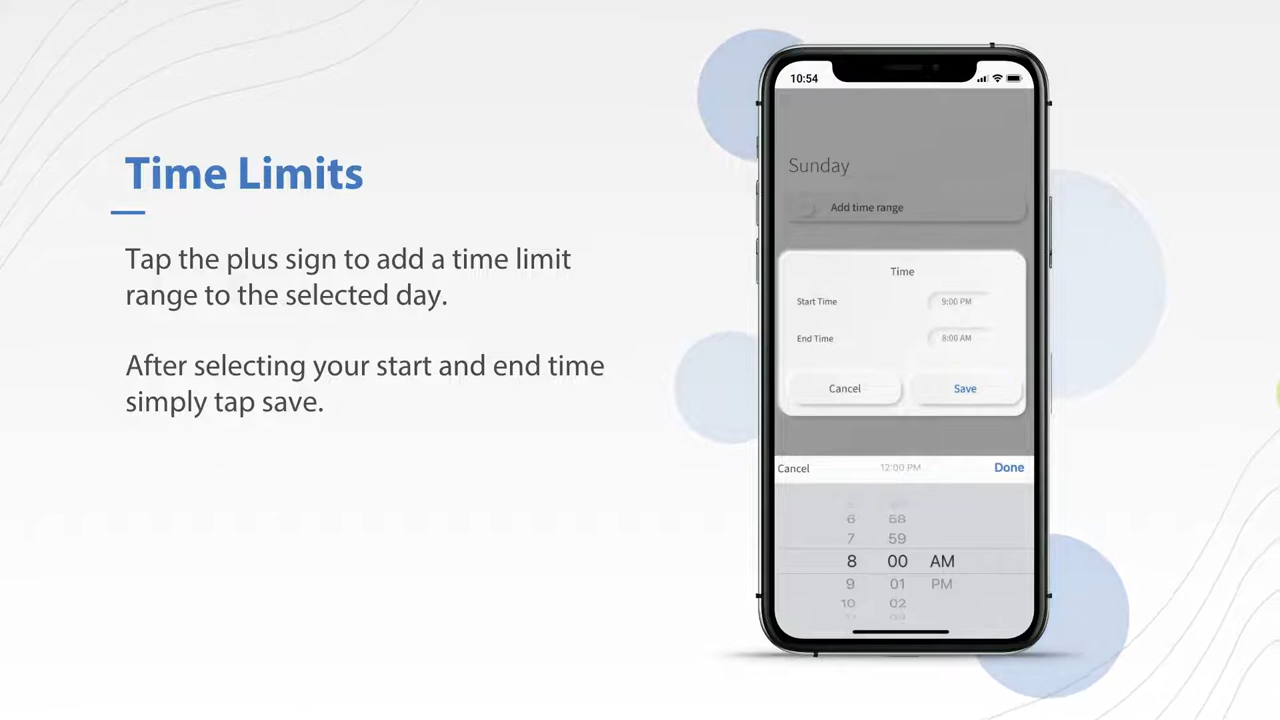 Time Limits
Tap the plus sign to add a time limit
range to the selected day.
After selecting your start and end time
simply tap save.
10:54
Sunday
Add time range
Time
Start Time 9:00 PM
End Time 8:00 AM
Cancel Save
Cancel 12:00 PM Done
6 58
7 59
8 00 AM
9 01 PM
10 02